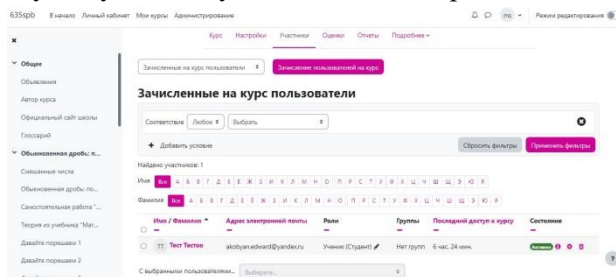 635spb В начало Личный кабинет Мои курсы Администрирование мс Режим редактирования
Курс Настройки Участники Оценки Отчеты Подробнее
Общее
Объявления
Автор курса
Официальный сайт школы
Глоссарий
Обыкновенная дробь: п...
Смешанные числа
Обыкновенная дробь: по...
Самостоятельная работа "...
Теория из учебника "Мат...
Давайте порешаем 1
Давайте порешаем 2
Зачисленные на курс пользователи Зачисление пользователей на курс
Зачисленные на курс пользователи
Соответствие Любое Выбрать
Добавить условие Сбросить фильтры Применить фильтры
Найдено участников: 1
Имя Все А Б В Г Д Е Ё Ж З И К Л М Н О П Р С Т У Ф Х Ц Ч Ш Щ Э Ю Я
Фамилия Все А Б В Г Д Е Ё Ж З И К Л М Н О П Р С Т У Ф Х Ц Ч Ш Щ Э Ю Я
Имя / Фамилия Адрес электронной почты Роли Группы Последний доступ к курсу Состояние
ТТ Тест Тестов akobyan.edward@yandex.ru Ученик (Студент) Нет групп 6 час. 24 мин. Активно
С выбранными пользователями... Выберите...